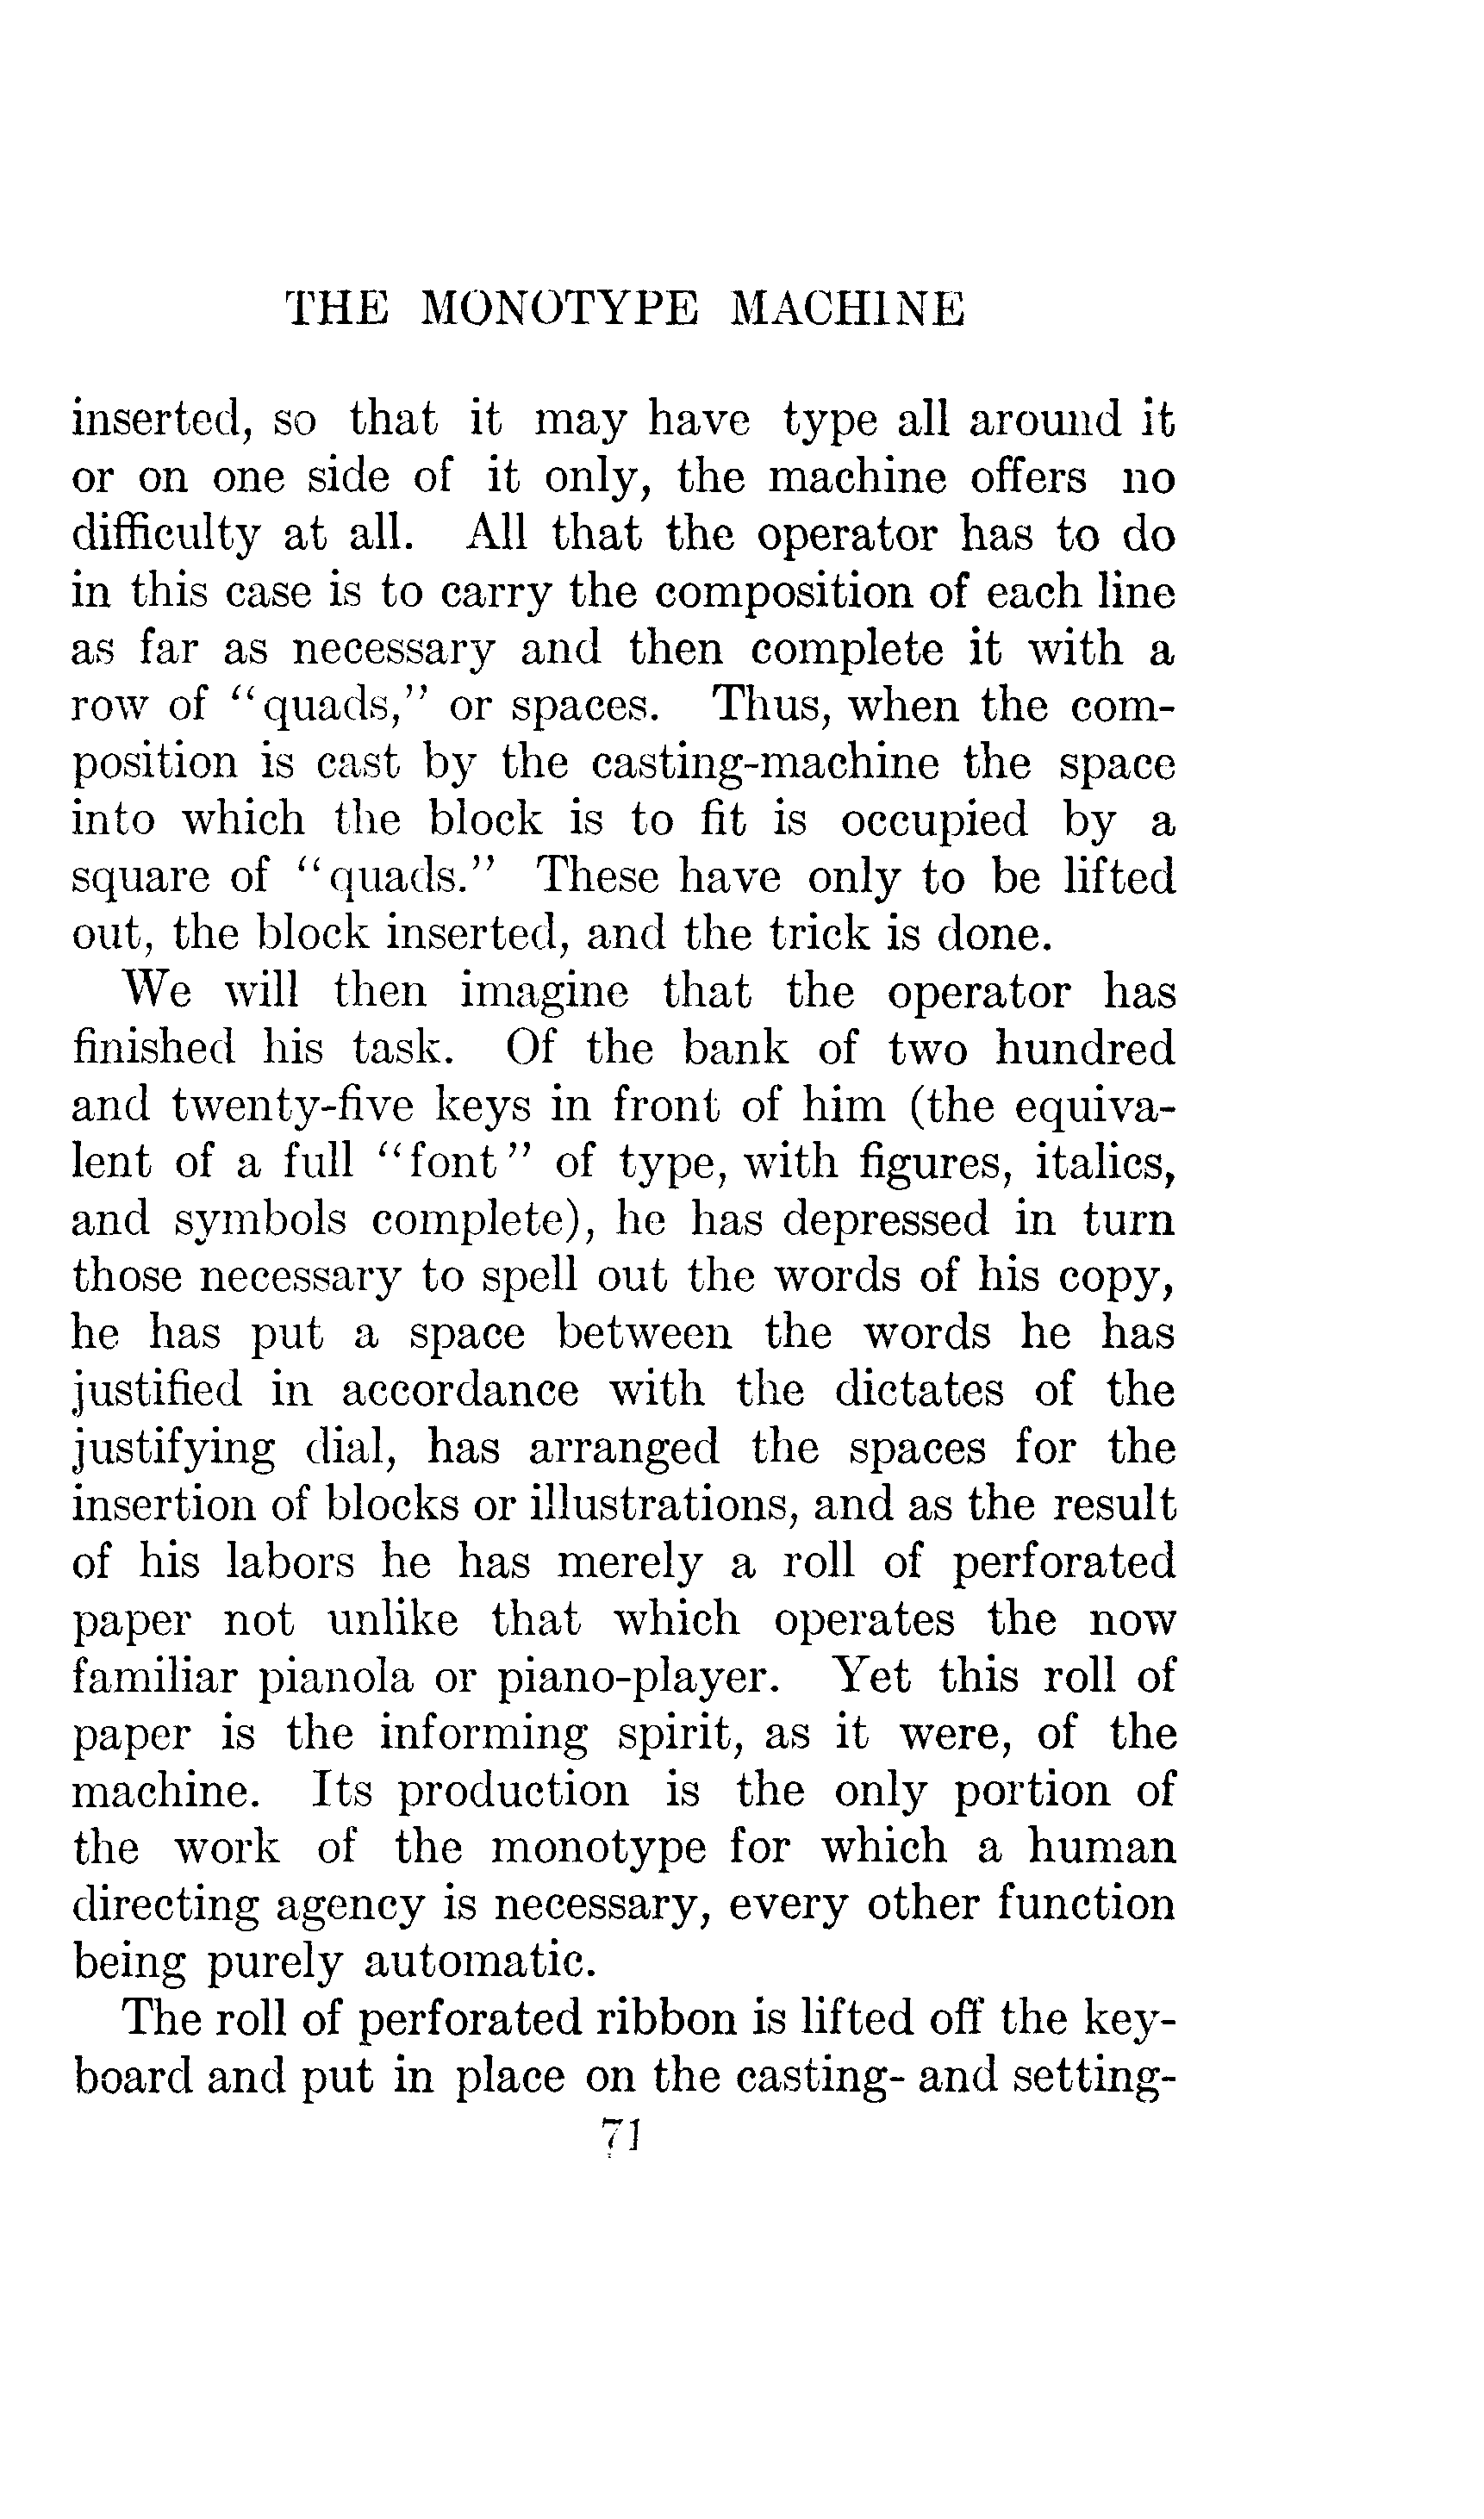 THE MONOTYPE MACHINE
inserted, so that it may have type all around it
or on one side of it only, the machine offers no
difficulty at all. All that the operator has to do
in this case is to carry the composition of each line
as far as necessary and then complete it with a
row of “quads,” or spaces. Thus, when the com-
position is cast by the casting-machine the space
into which the block is to fit is occupied by a
square of “quads.” These have only to be lifted
out, the block inserted, and the trick is done.
We will then imagine that the operator has
finished his task. Of the bank of two hundred
and twenty-five keys in front of him (the equiva-
lent of a full “font” of type, with figures, italics,
and symbols complete), he has depressed in turn
those necessary to spell out the words of his copy,
he has put a space between the words he has
justified in accordance with the dictates of the
justifying dial, has arranged the spaces for the
insertion of blocks or illustrations, and as the result
of his labors he has merely a roll of perforated
paper not unlike that which operates the now
familiar pianola or piano-player. Yet this roll of
paper is the informing spirit, as it were, of the
machine. Its production is the only portion of
the work of the monotype for which a human
directing agency is necessary, every other function
being purely automatic.
The roll of perforated ribbon is lifted off the key-
board and put in place on the casting- and setting-
71